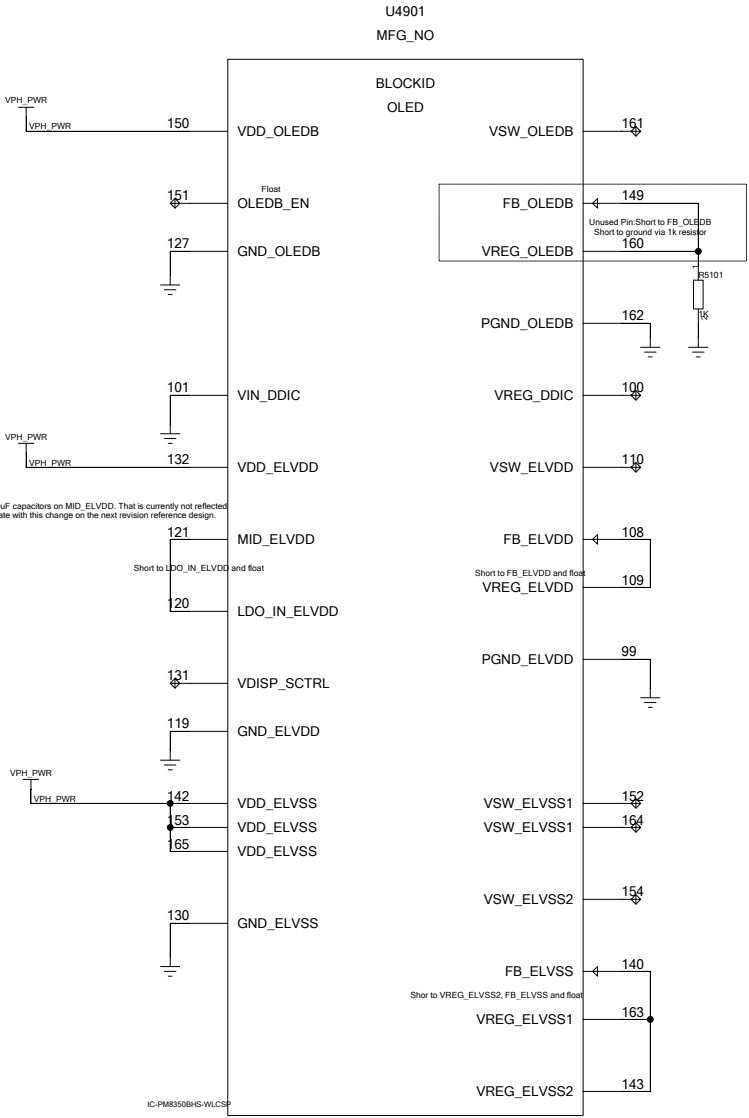 U4901
MFG_NO
BLOCKID
OLED
VPH_PWR
VPH_PWR
150
VDD_OLEDB
VSW_OLEDB
161
151
Float
OLEDB_EN
FB_OLEDB
149
Unused Pin:Short to FB_OLEDB
Short to ground via 1k resistor
127
GND_OLEDB
VREG_OLEDB
160
1
R5101
1K
2
PGND_OLEDB
162
101
VIN_DDIC
VREG_DDIC
100
VPH_PWR
VPH_PWR
132
VDD_ELVDD
VSW_ELVDD
110
uF capacitors on MID_ELVDD. That is currently not reflected
ate with this change on the next revision reference design.
121
MID_ELVDD
FB_ELVDD
108
Short to LDO_IN_ELVDD and float
Short to FB_ELVDD and float
VREG_ELVDD
109
120
LDO_IN_ELVDD
PGND_ELVDD
99
131
VDISP_SCTRL
119
GND_ELVDD
VPH_PWR
VPH_PWR
142
VDD_ELVSS
VSW_ELVSS1
152
153
VDD_ELVSS
VSW_ELVSS1
164
165
VDD_ELVSS
VSW_ELVSS2
154
130
GND_ELVSS
FB_ELVSS
140
Shor to VREG_ELVSS2, FB_ELVSS and float
VREG_ELVSS1
163
VREG_ELVSS2
143
IC-PM8350BHS-WLCSP